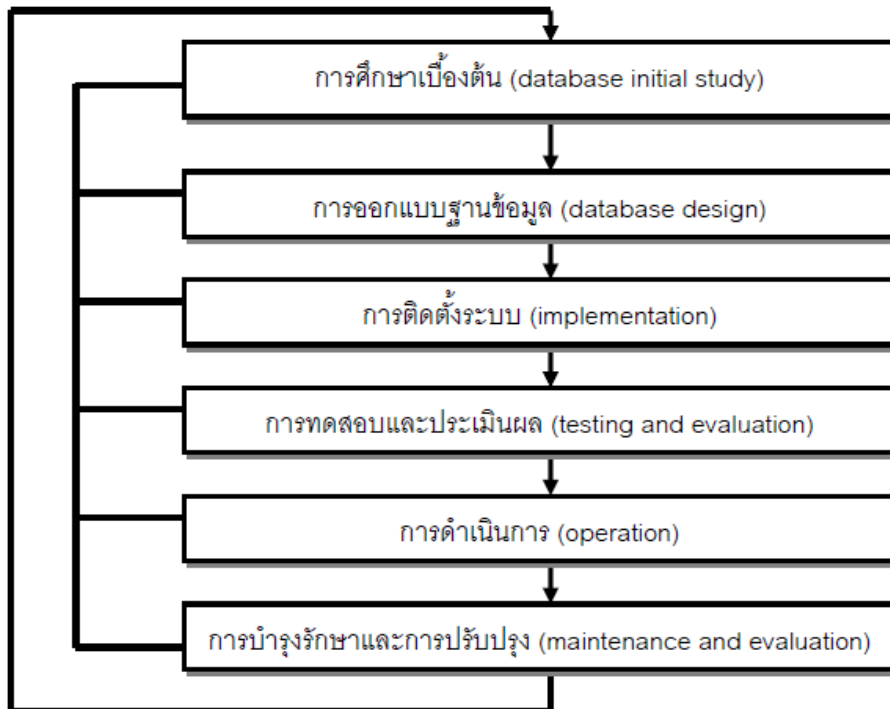 การศึกษาเบื้องต้น (database initial study)
การออกแบบฐานข้อมูล (database design)
การติดตั้งระบบ (implementation)
การทดสอบและประเมินผล (testing and evaluation)
การดำเนินการ (operation)
การบำรุงรักษาและการปรับปรุง (maintenance and evaluation)